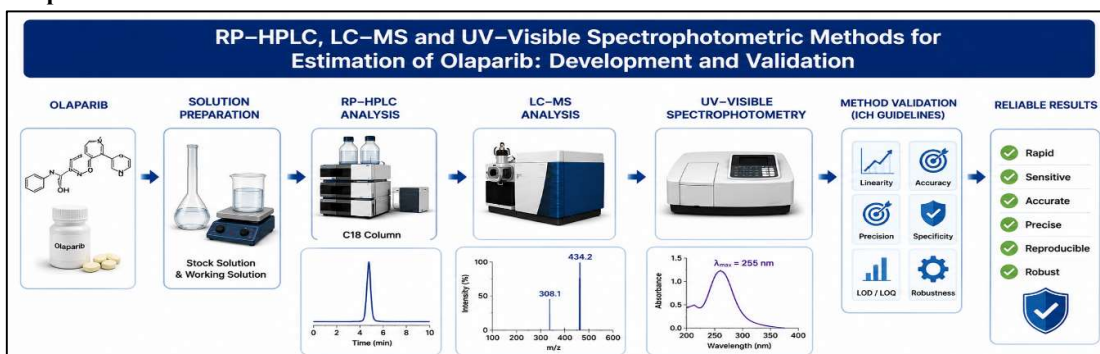 RP–HPLC, LC–MS and UV–Visible Spectrophotometric Methods for
Estimation of Olaparib: Development and Validation
OLAPARIB
Olaparib
SOLUTION
PREPARATION
Stock Solution
& Working Solution
RP–HPLC
ANALYSIS
C18 Column
0 2 4 6 8 10
Time (min)
LC–MS
ANALYSIS
Intensity (%)
100
50
0
434.2
308.1
100 200 300 400 500 600
m/z
UV–VISIBLE
SPECTROPHOTOMETRY
λmax = 255 nm
Absorbance
1.5
1.0
0.5
0.0
200 250 300 350 400
Wavelength (nm)
METHOD VALIDATION
(ICH GUIDELINES)
Linearity
Accuracy
Precision
Specificity
LOD / LOQ
Robustness
RELIABLE RESULTS
Rapid
Sensitive
Accurate
Precise
Reproducible
Robust